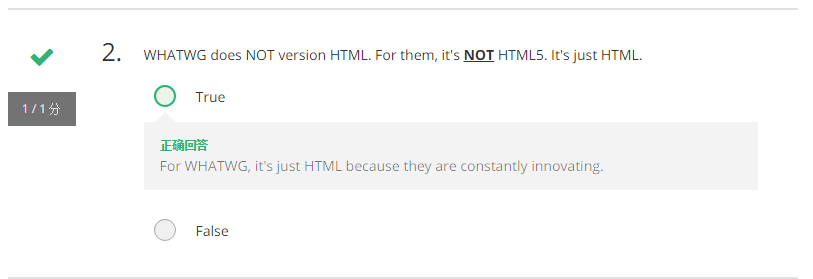 2. WHATWG does NOT version HTML. For them, it's NOT HTML5. It's just HTML.
True
1 / 1 分
正确回答
For WHATWG, it's just HTML because they are constantly innovating.
False